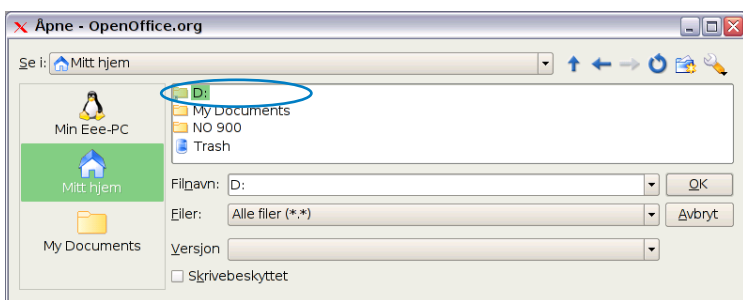 Åpne - OpenOffice.org
Se i: Mitt hjem
Min Eee-PC
Mitt hjem
My Documents
D:
My Documents
NO 900
Trash
Filnavn: D: OK
Filer: Alle filer (*.*) Avbryt
Versjon
Skrivebeskyttet